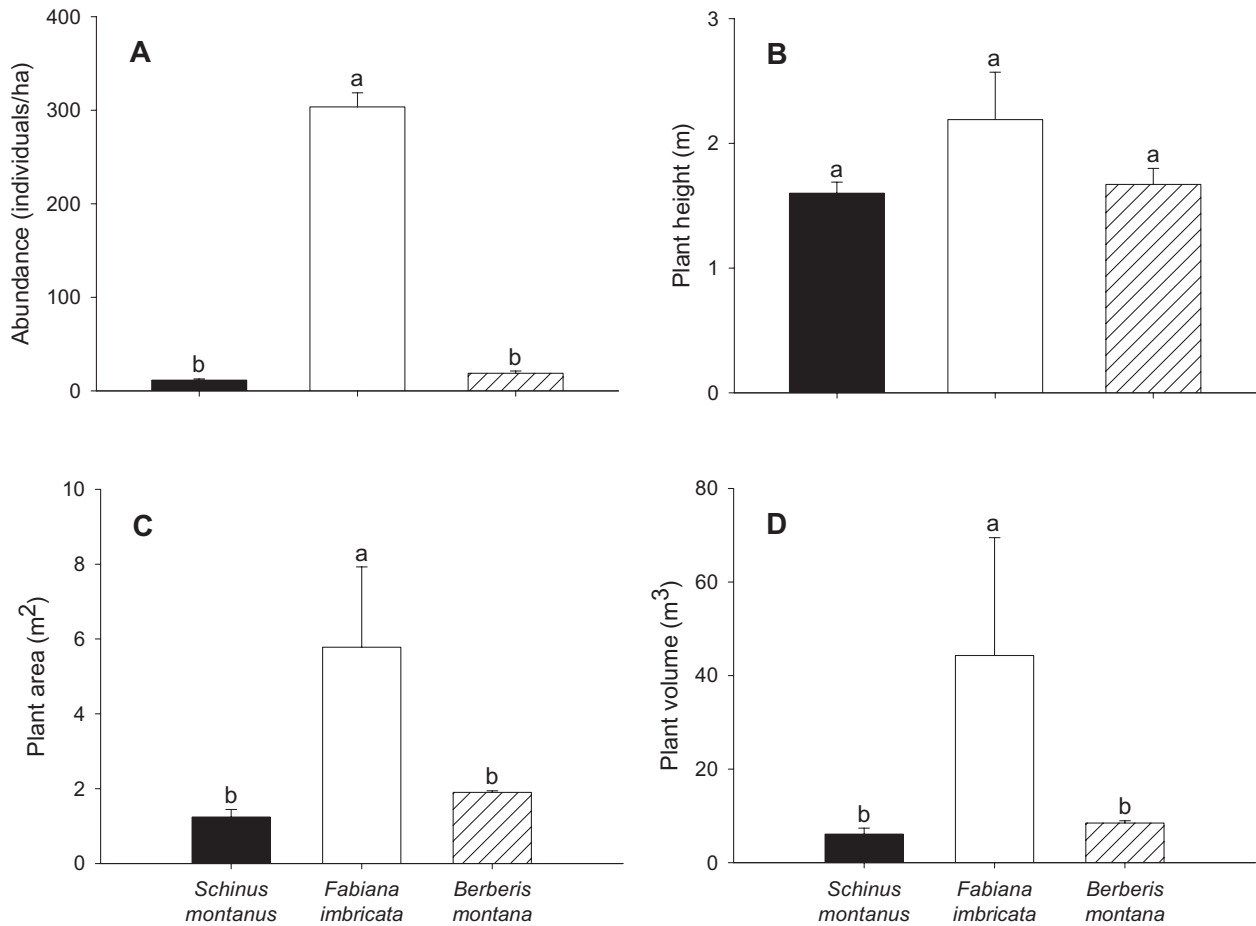 A
Abundance (individuals/ha)
400
300
200
100
0
b
a
b
B
Plant height (m)
3
2
1
0
a
a
a
C
Plant area (m2)
10
8
6
4
2
0
b
a
b
Schinus
montanus
Fabiana
imbricata
Berberis
montana
D
Plant volume (m3)
80
60
40
20
0
b
a
b
Schinus
montanus
Fabiana
imbricata
Berberis
montana